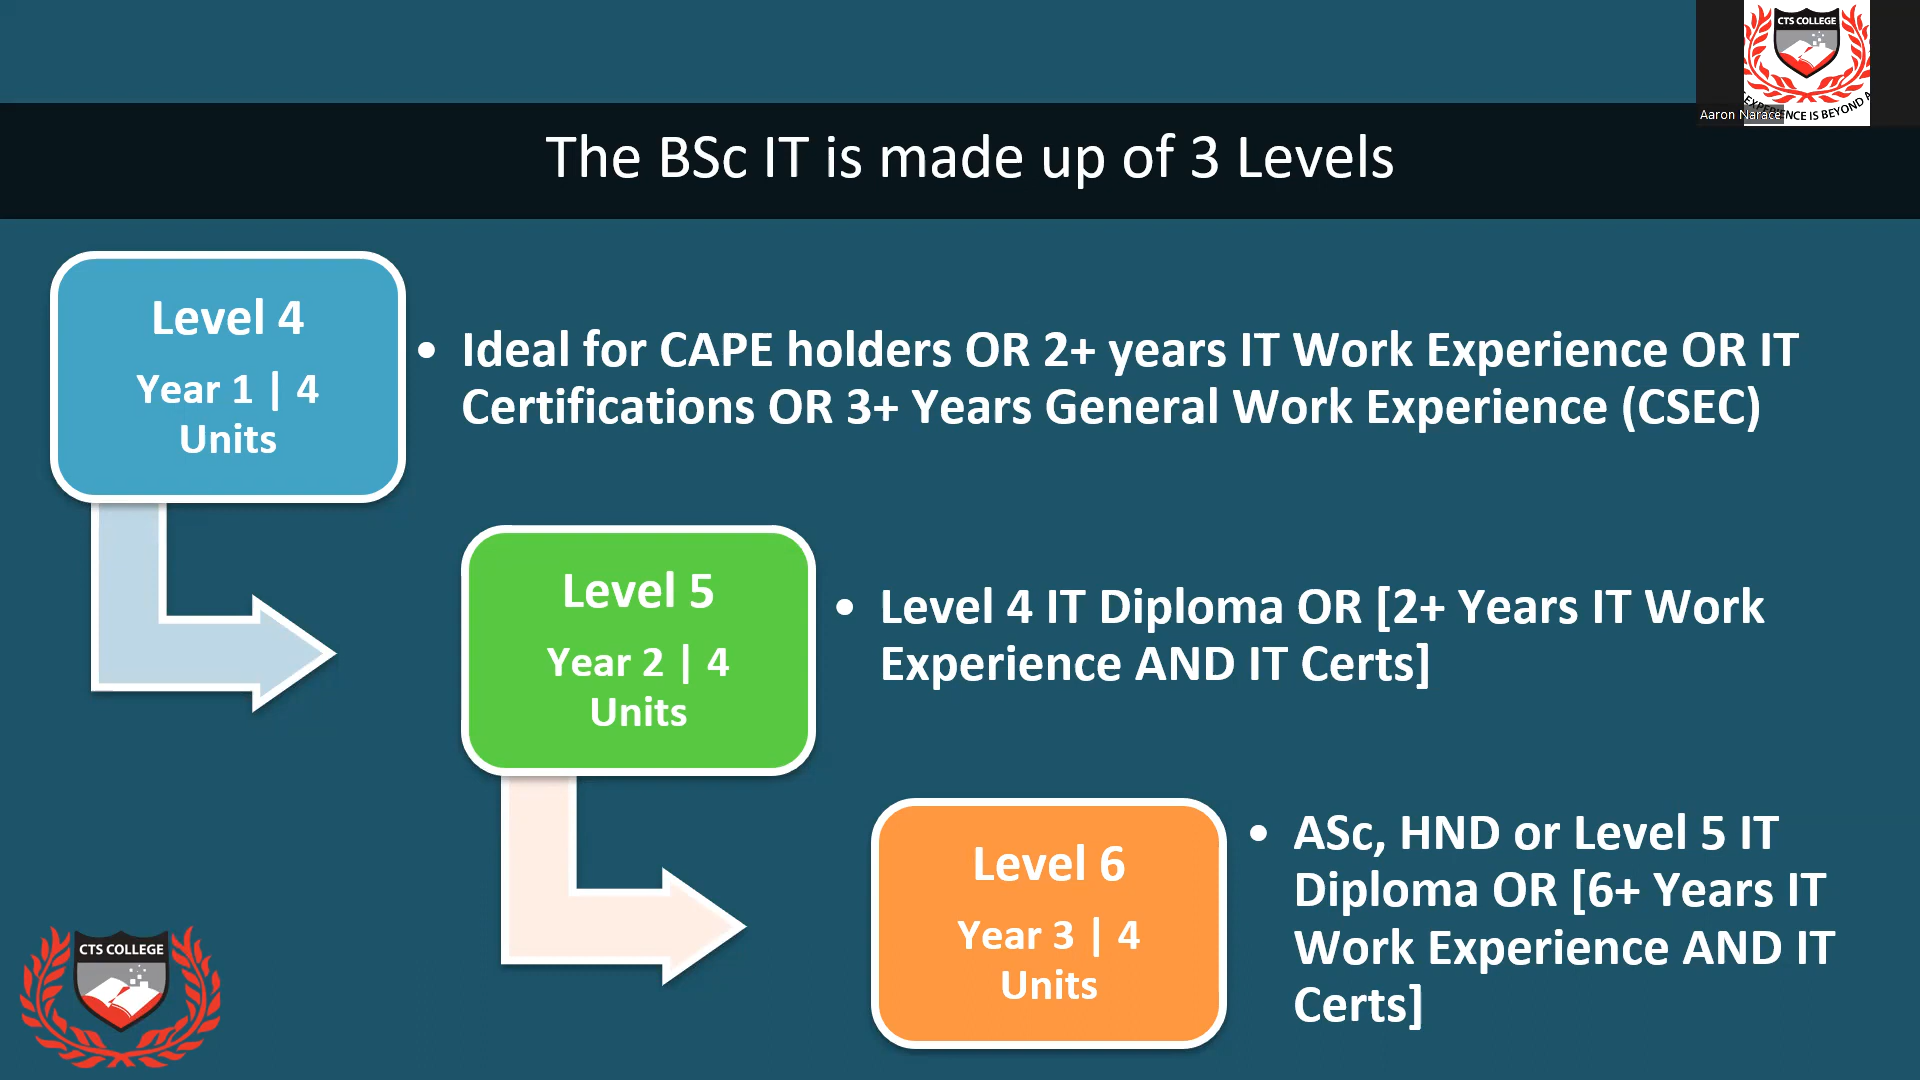 CTS COLLEGE
EXPERIENCE IS BEYOND A
Aaron Narace
The BSc IT is made up of 3 Levels
Level 4
Year 1 | 4
Units
• Ideal for CAPE holders OR 2+ years IT Work Experience OR IT
Certifications OR 3+ Years General Work Experience (CSEC)
Level 5
Year 2 | 4
Units
• Level 4 IT Diploma OR [2+ Years IT Work
Experience AND IT Certs]
Level 6
Year 3 | 4
Units
• ASc, HND or Level 5 IT
Diploma OR [6+ Years IT
Work Experience AND IT
Certs]
CTS COLLEGE